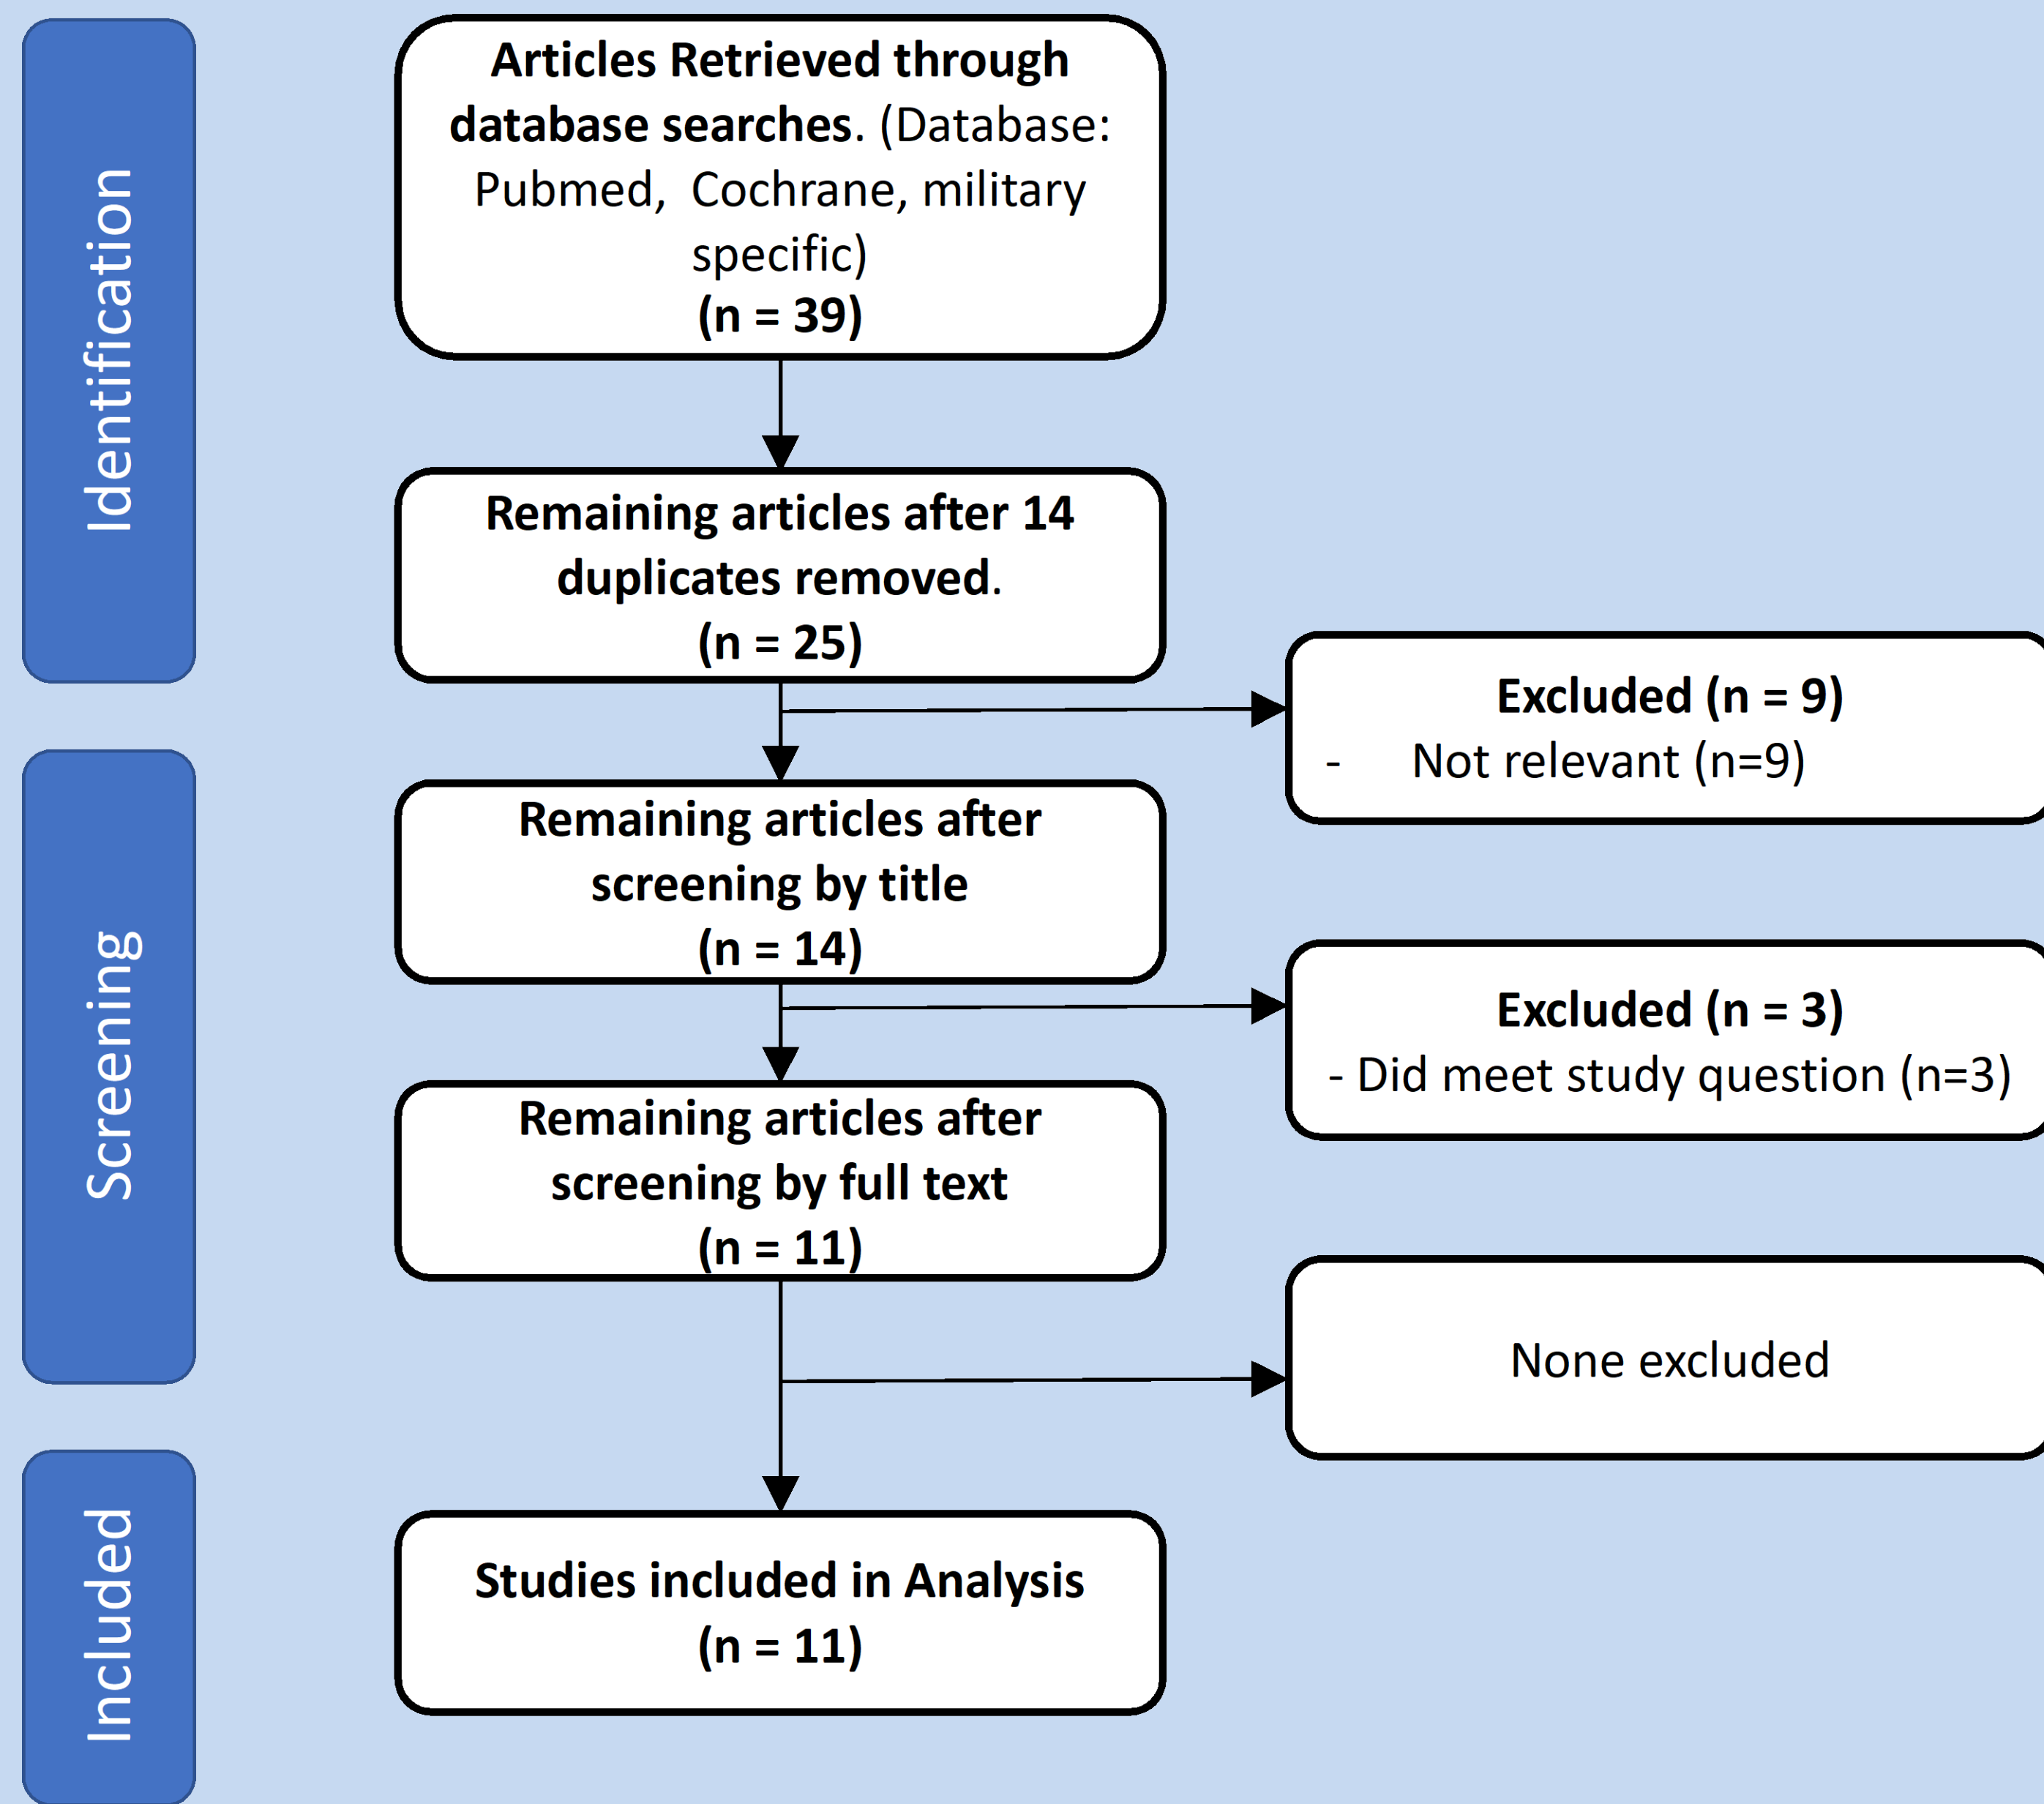 Identification
Articles Retrieved through
database searches. (Database:
Pubmed, Cochrane, military
specific)
(n = 39)
Remaining articles after 14
duplicates removed.
(n = 25)
Excluded (n = 9)
- Not relevant (n=9)
Screening
Remaining articles after
screening by title
(n = 14)
Excluded (n = 3)
- Did meet study question (n=3)
Remaining articles after
screening by full text
(n = 11)
None excluded
Included
Studies included in Analysis
(n = 11)